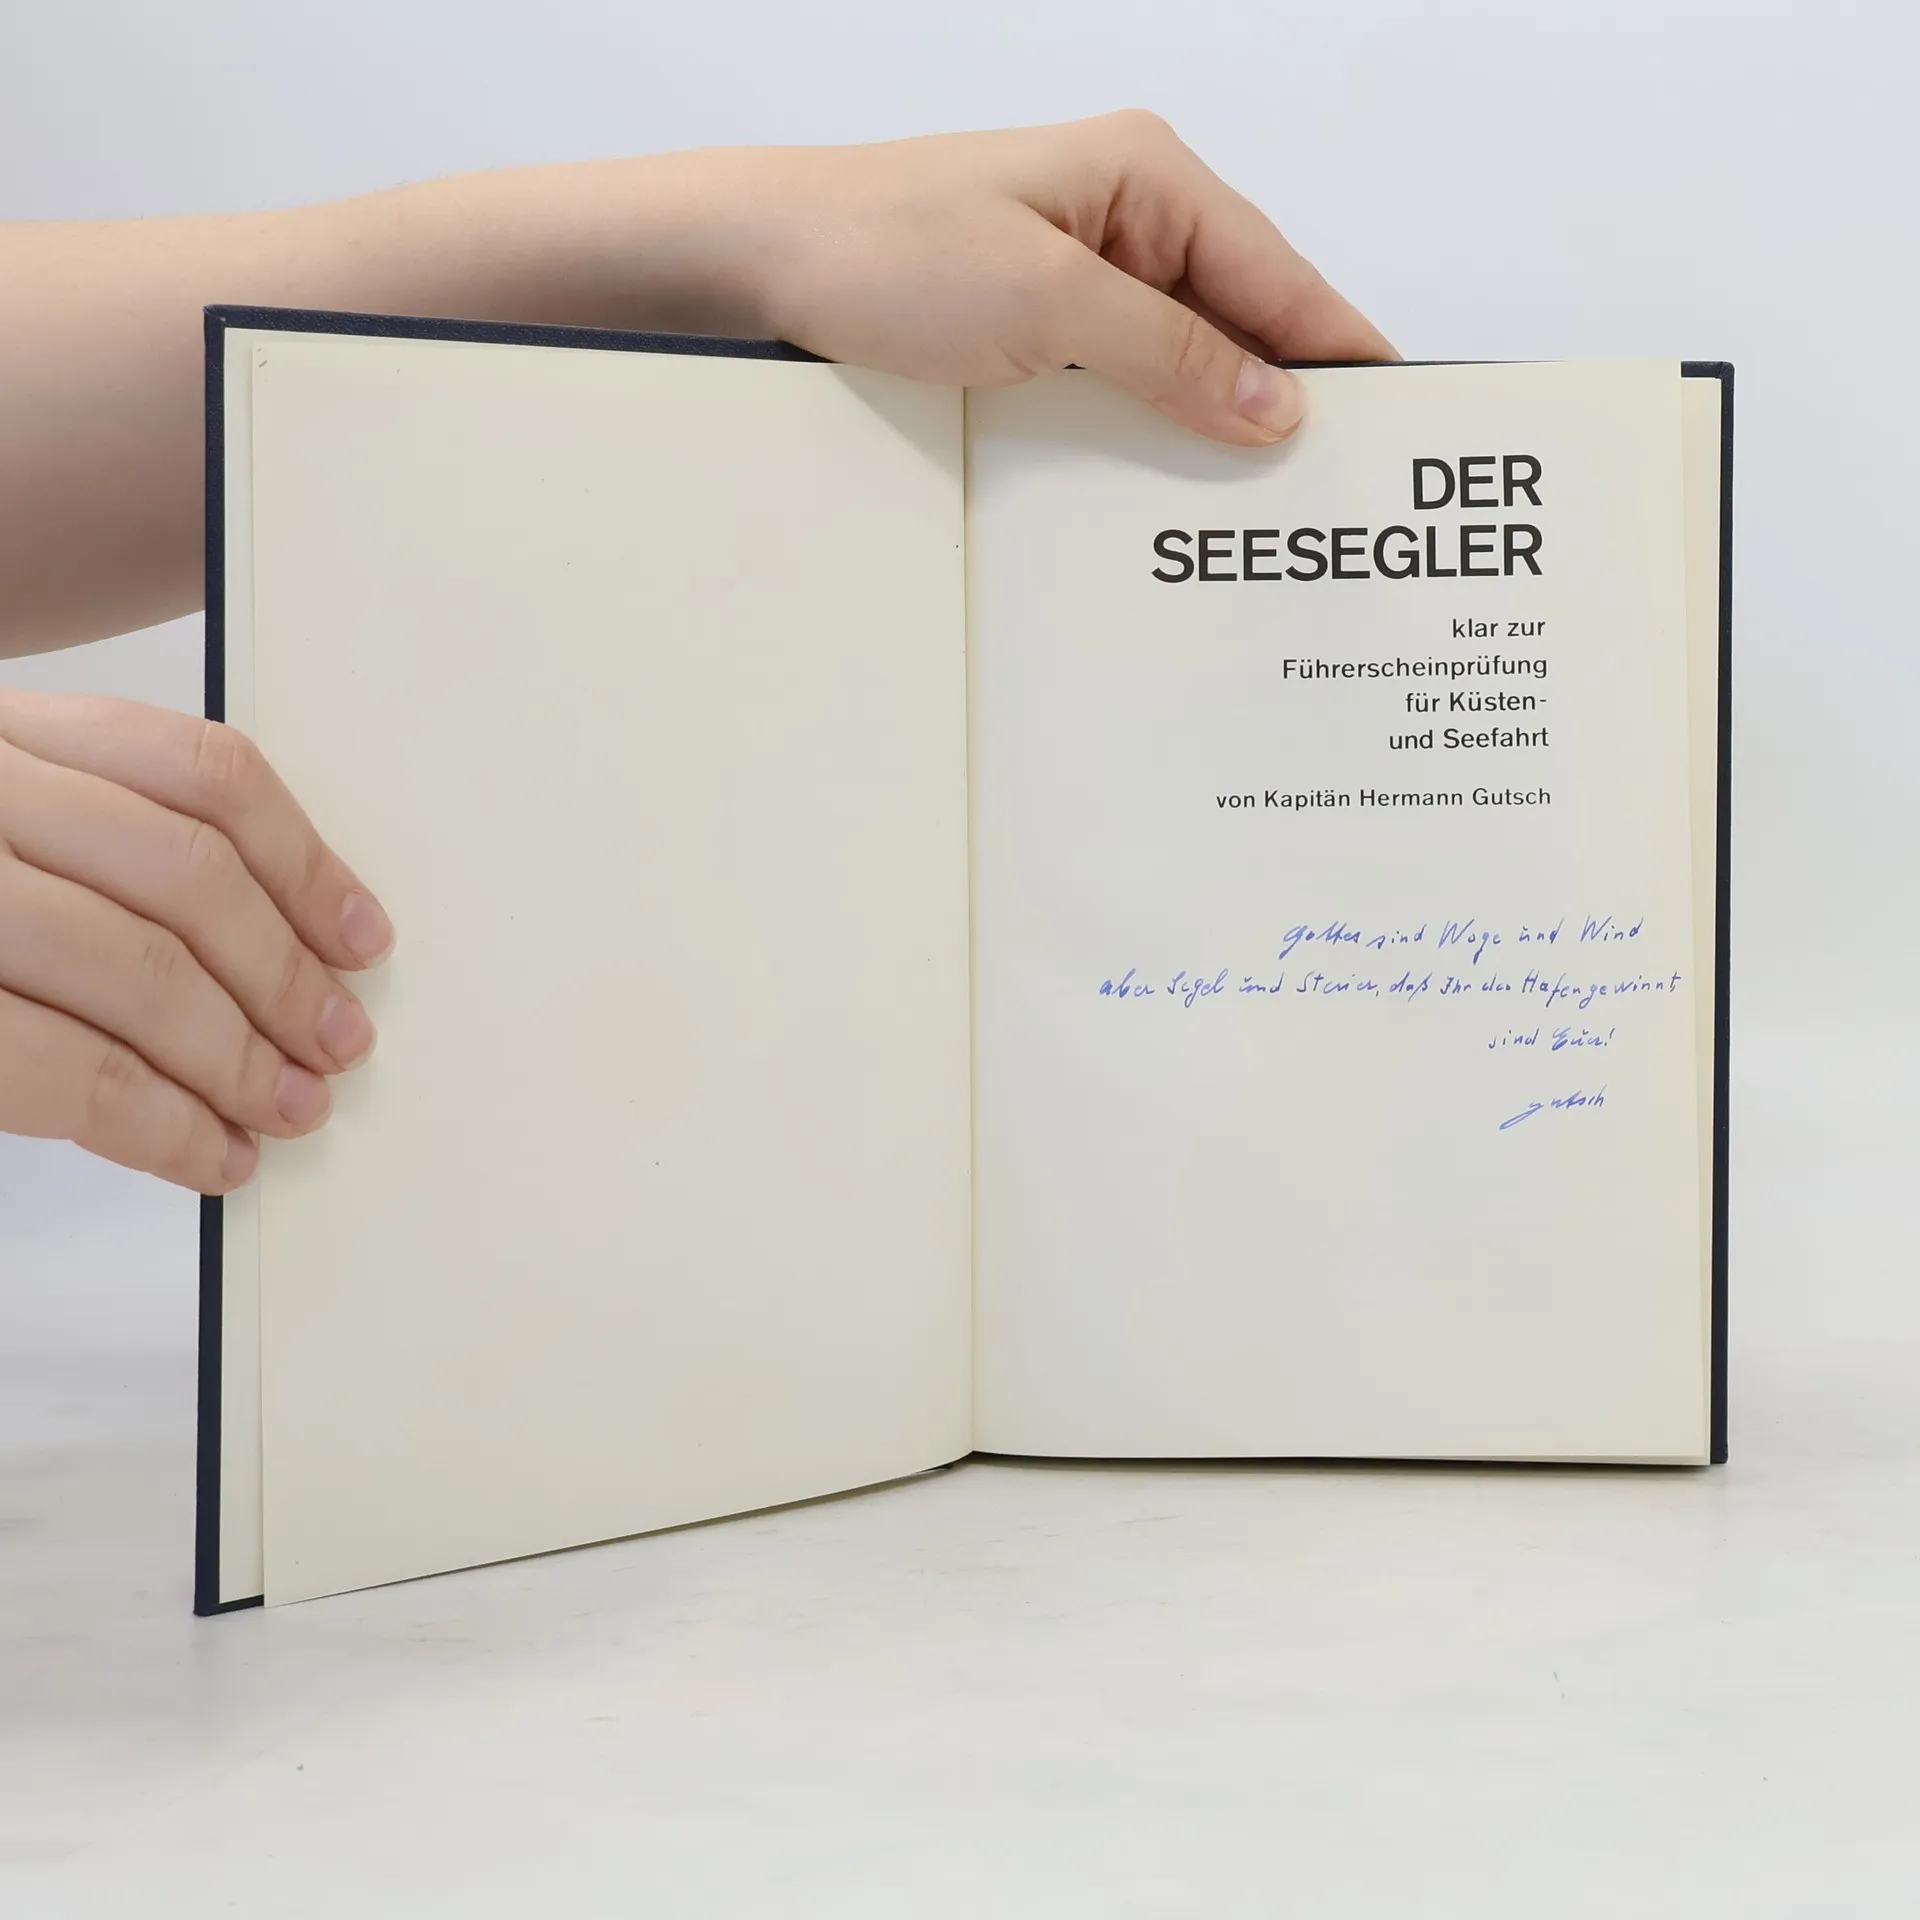 DER
SEESEGLER
klar zur
Führerscheinprüfung
für Küsten-
und Seefahrt
von Kapitän Hermann Gutsch
Gottes sind Woge und Wind
aber Segel und Steuer, daß Ihr den Hafen gewinnt,
sind Euer!
Gutsch